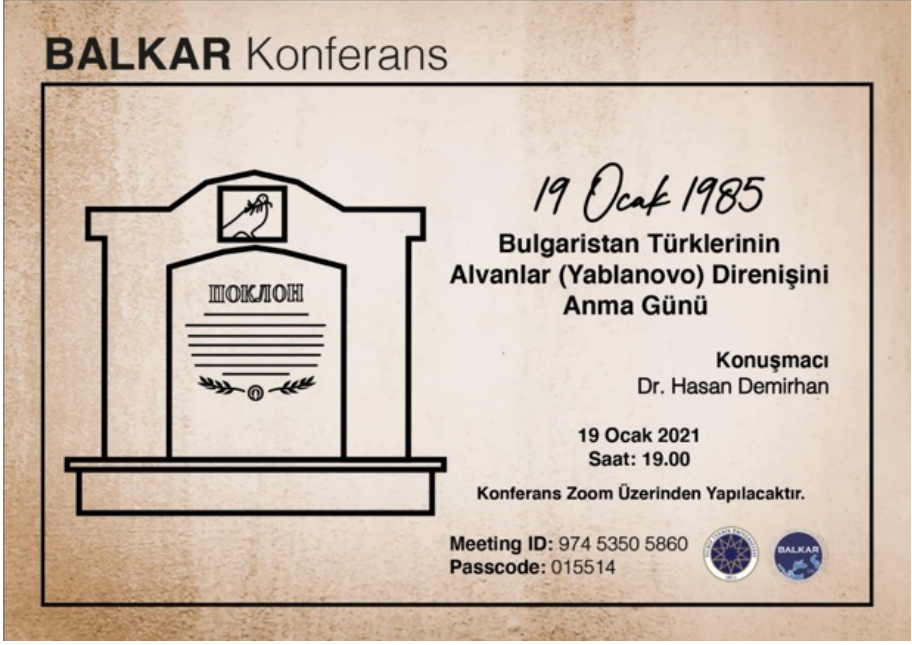 BALKAR Konferans
19 Ocak 1985
Bulgaristan Türklerinin
Alvanlar (Yablanovo) Direnişini
Anma Günü
ПОКЛОН
Konuşmacı
Dr. Hasan Demirhan
19 Ocak 2021
Saat: 19.00
Konferans Zoom Üzerinden Yapılacaktır.
Meeting ID: 974 5350 5860
Passcode: 015514
BALKAR